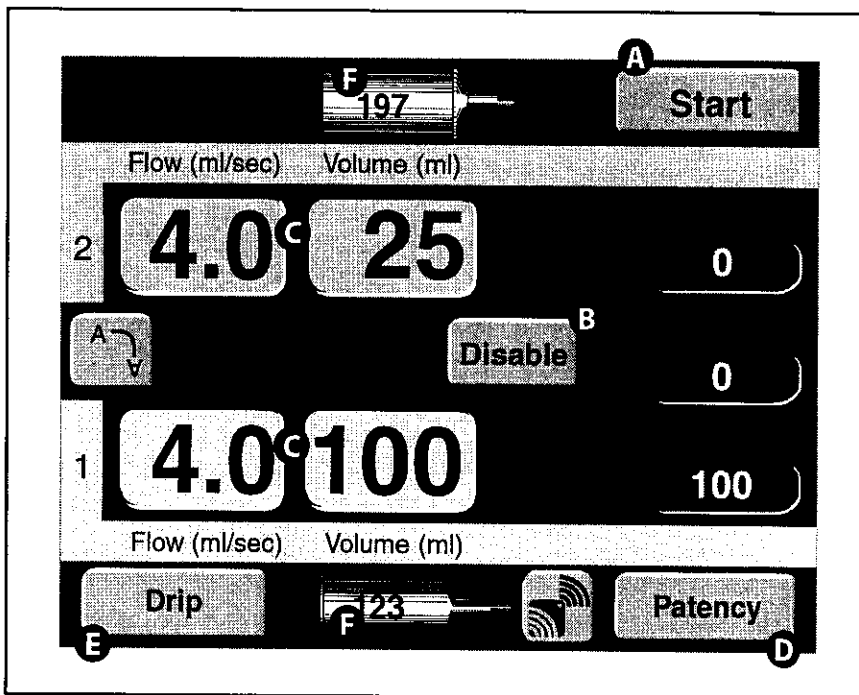 A
F
197
Start
Flow (ml/sec) Volume (ml)
2
4.0 C 25
0
A
A
Disable B
0
1
4.0 C 100
100
Flow (ml/sec) Volume (ml)
Drip
F 123
Patency
E
D